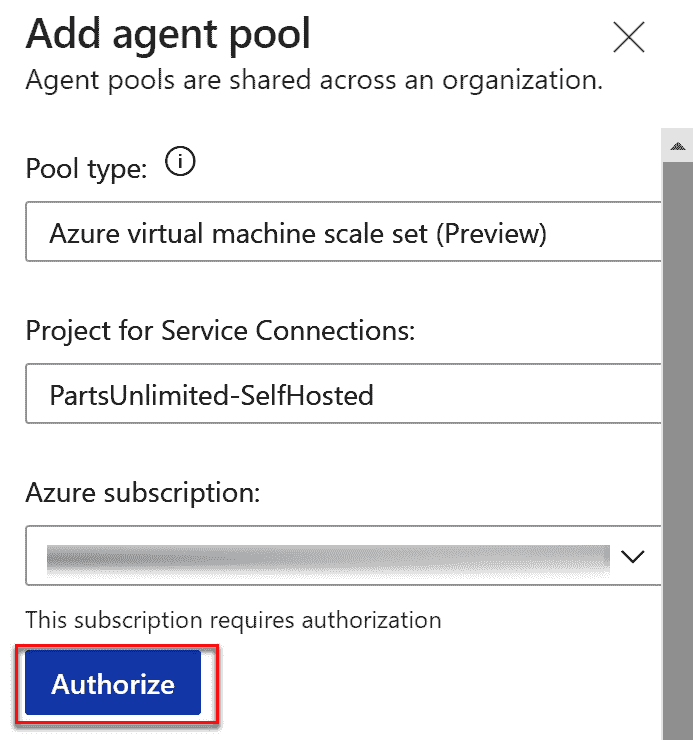 Add agent pool
Agent pools are shared across an organization.
Pool type:
Azure virtual machine scale set (Preview)
Project for Service Connections:
PartsUnlimited-SelfHosted
Azure subscription:
This subscription requires authorization
Authorize